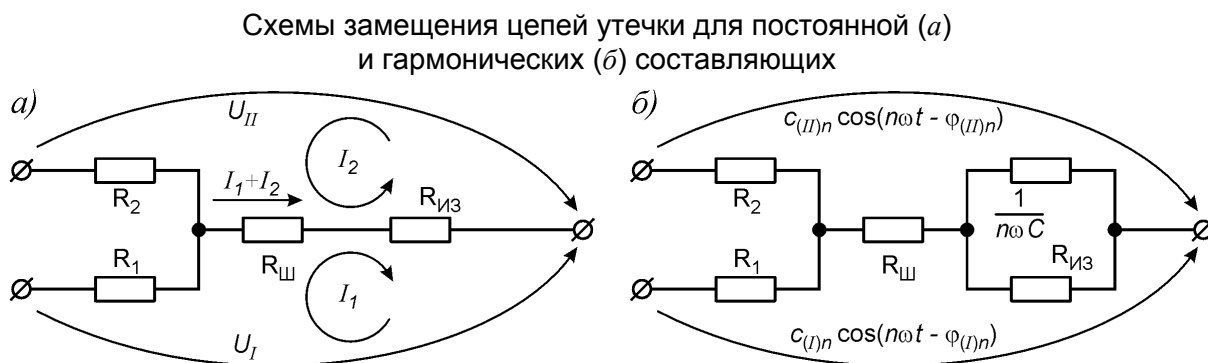 Схемы замещения цепей утечки для постоянной (а)
и гармонических (б) составляющих
а)
U_II
R_2
I_1+I_2
I_2
R_ИЗ
R_1
R_Ш
I_1
U_I
б)
c_(II)n cos(nωt - φ_(II)n)
R_2
1
nωC
R_1
R_Ш
R_ИЗ
c_(I)n cos(nωt - φ_(I)n)